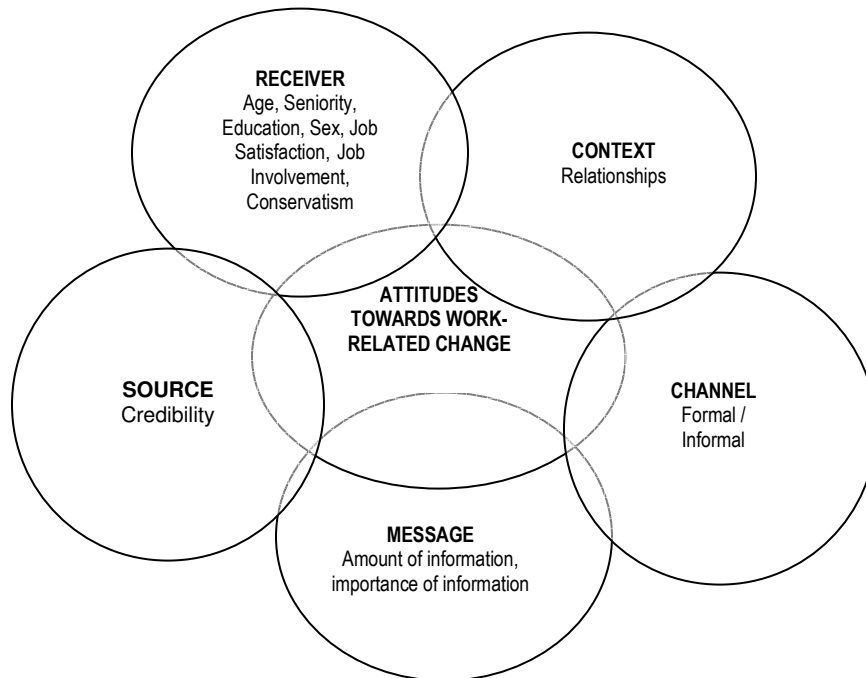 RECEIVER
Age, Seniority,
Education, Sex, Job
Satisfaction, Job
Involvement,
Conservatism
CONTEXT
Relationships
ATTITUDES
TOWARDS WORK-
RELATED CHANGE
SOURCE
Credibility
CHANNEL
Formal /
Informal
MESSAGE
Amount of information,
importance of information